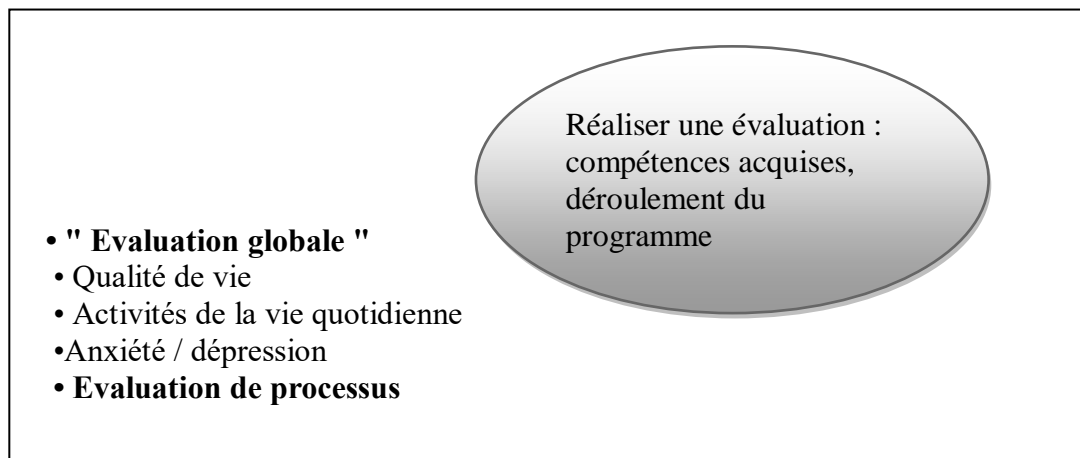 Réaliser une évaluation :
compétences acquises,
déroulement du
programme
• " Evaluation globale "
• Qualité de vie
• Activités de la vie quotidienne
•Anxiété / dépression
• Evaluation de processus